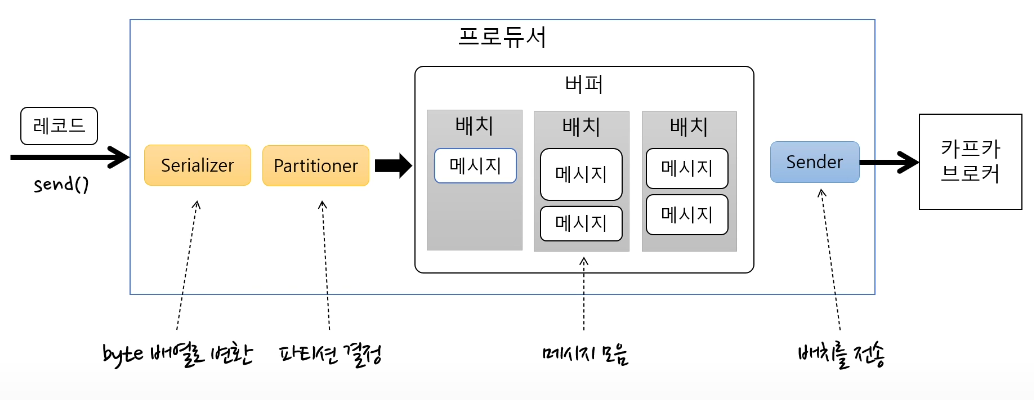 프로듀서
버퍼
레코드
send()
Serializer
Partitioner
배치
메시지
배치
메시지
메시지
배치
메시지
메시지
Sender
카프카
브로커
byte 배열로 변환
파티션 결정
메시지 모음
배치를 전송